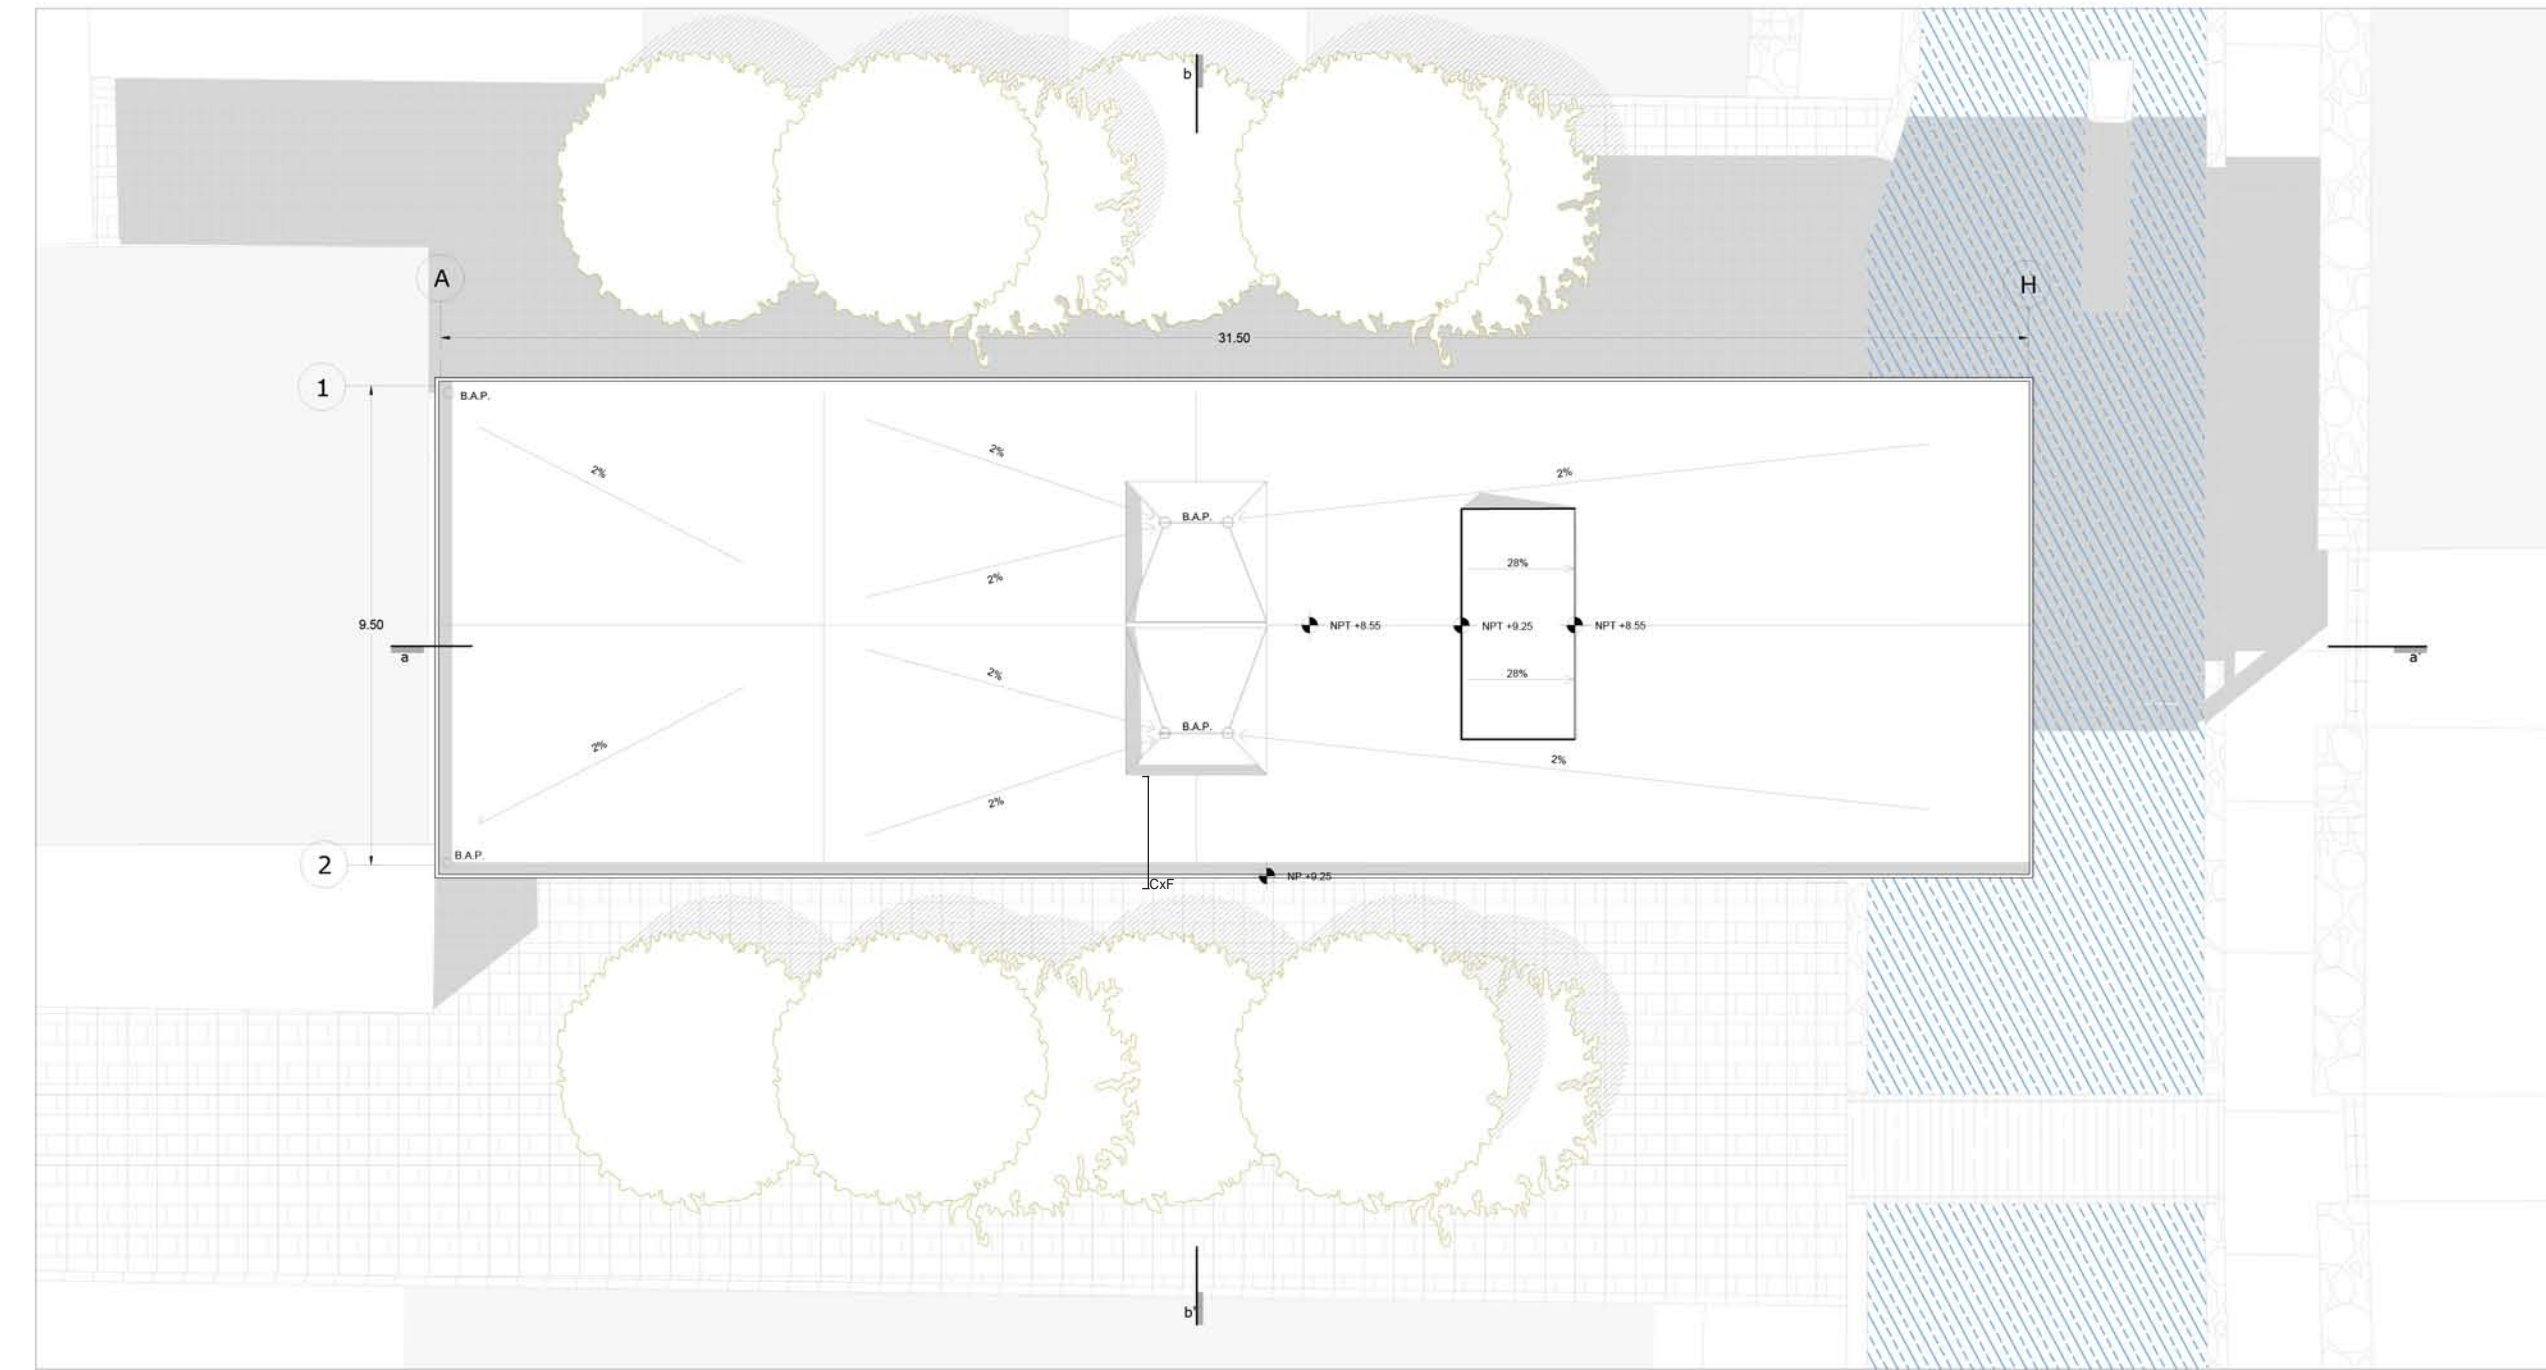 b
A
H
31.50
1
B.A.P.
2%
2%
2%
B.A.P.
28%
2%
9.50
NPT +8.55
NPT +9.25
NPT +8.55
a
a'
2%
28%
B.A.P.
2%
2%
2%
B.A.P.
2
CxF
NP +9.25
b'